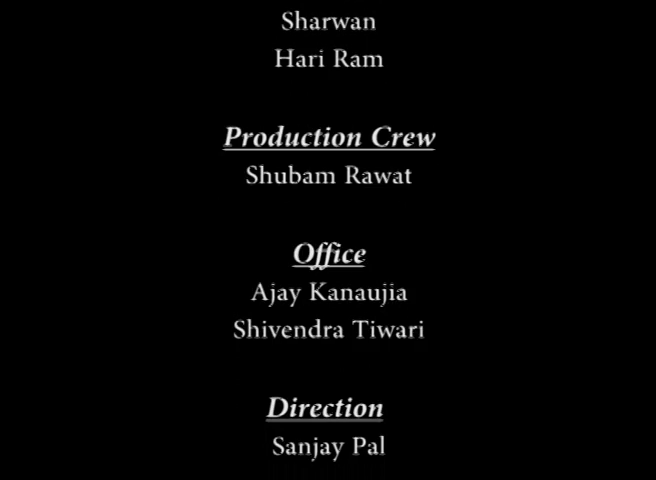 Sharwan
Hari Ram
Production Crew
Shubam Rawat
Office
Ajay Kanaujia
Shivendra Tiwari
Direction
Sanjay Pal